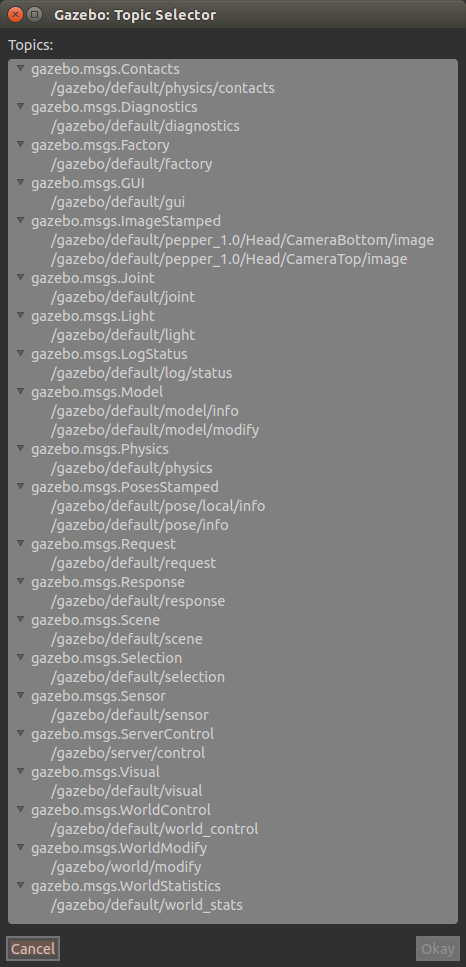 Gazebo: Topic Selector
Topics:
gazebo.msgs.Contacts
/gazebo/default/physics/contacts
gazebo.msgs.Diagnostics
/gazebo/default/diagnostics
gazebo.msgs.Factory
/gazebo/default/factory
gazebo.msgs.GUI
/gazebo/default/gui
gazebo.msgs.ImageStamped
/gazebo/default/pepper_1.0/Head/CameraBottom/image
/gazebo/default/pepper_1.0/Head/CameraTop/image
gazebo.msgs.Joint
/gazebo/default/joint
gazebo.msgs.Light
/gazebo/default/light
gazebo.msgs.LogStatus
/gazebo/default/log/status
gazebo.msgs.Model
/gazebo/default/model/info
/gazebo/default/model/modify
gazebo.msgs.Physics
/gazebo/default/physics
gazebo.msgs.PosesStamped
/gazebo/default/pose/local/info
/gazebo/default/pose/info
gazebo.msgs.Request
/gazebo/default/request
gazebo.msgs.Response
/gazebo/default/response
gazebo.msgs.Scene
/gazebo/default/scene
gazebo.msgs.Selection
/gazebo/default/selection
gazebo.msgs.Sensor
/gazebo/default/sensor
gazebo.msgs.ServerControl
/gazebo/server/control
gazebo.msgs.Visual
/gazebo/default/visual
gazebo.msgs.WorldControl
/gazebo/default/world_control
gazebo.msgs.WorldModify
/gazebo/world/modify
gazebo.msgs.WorldStatistics
/gazebo/default/world_stats
Cancel Okay